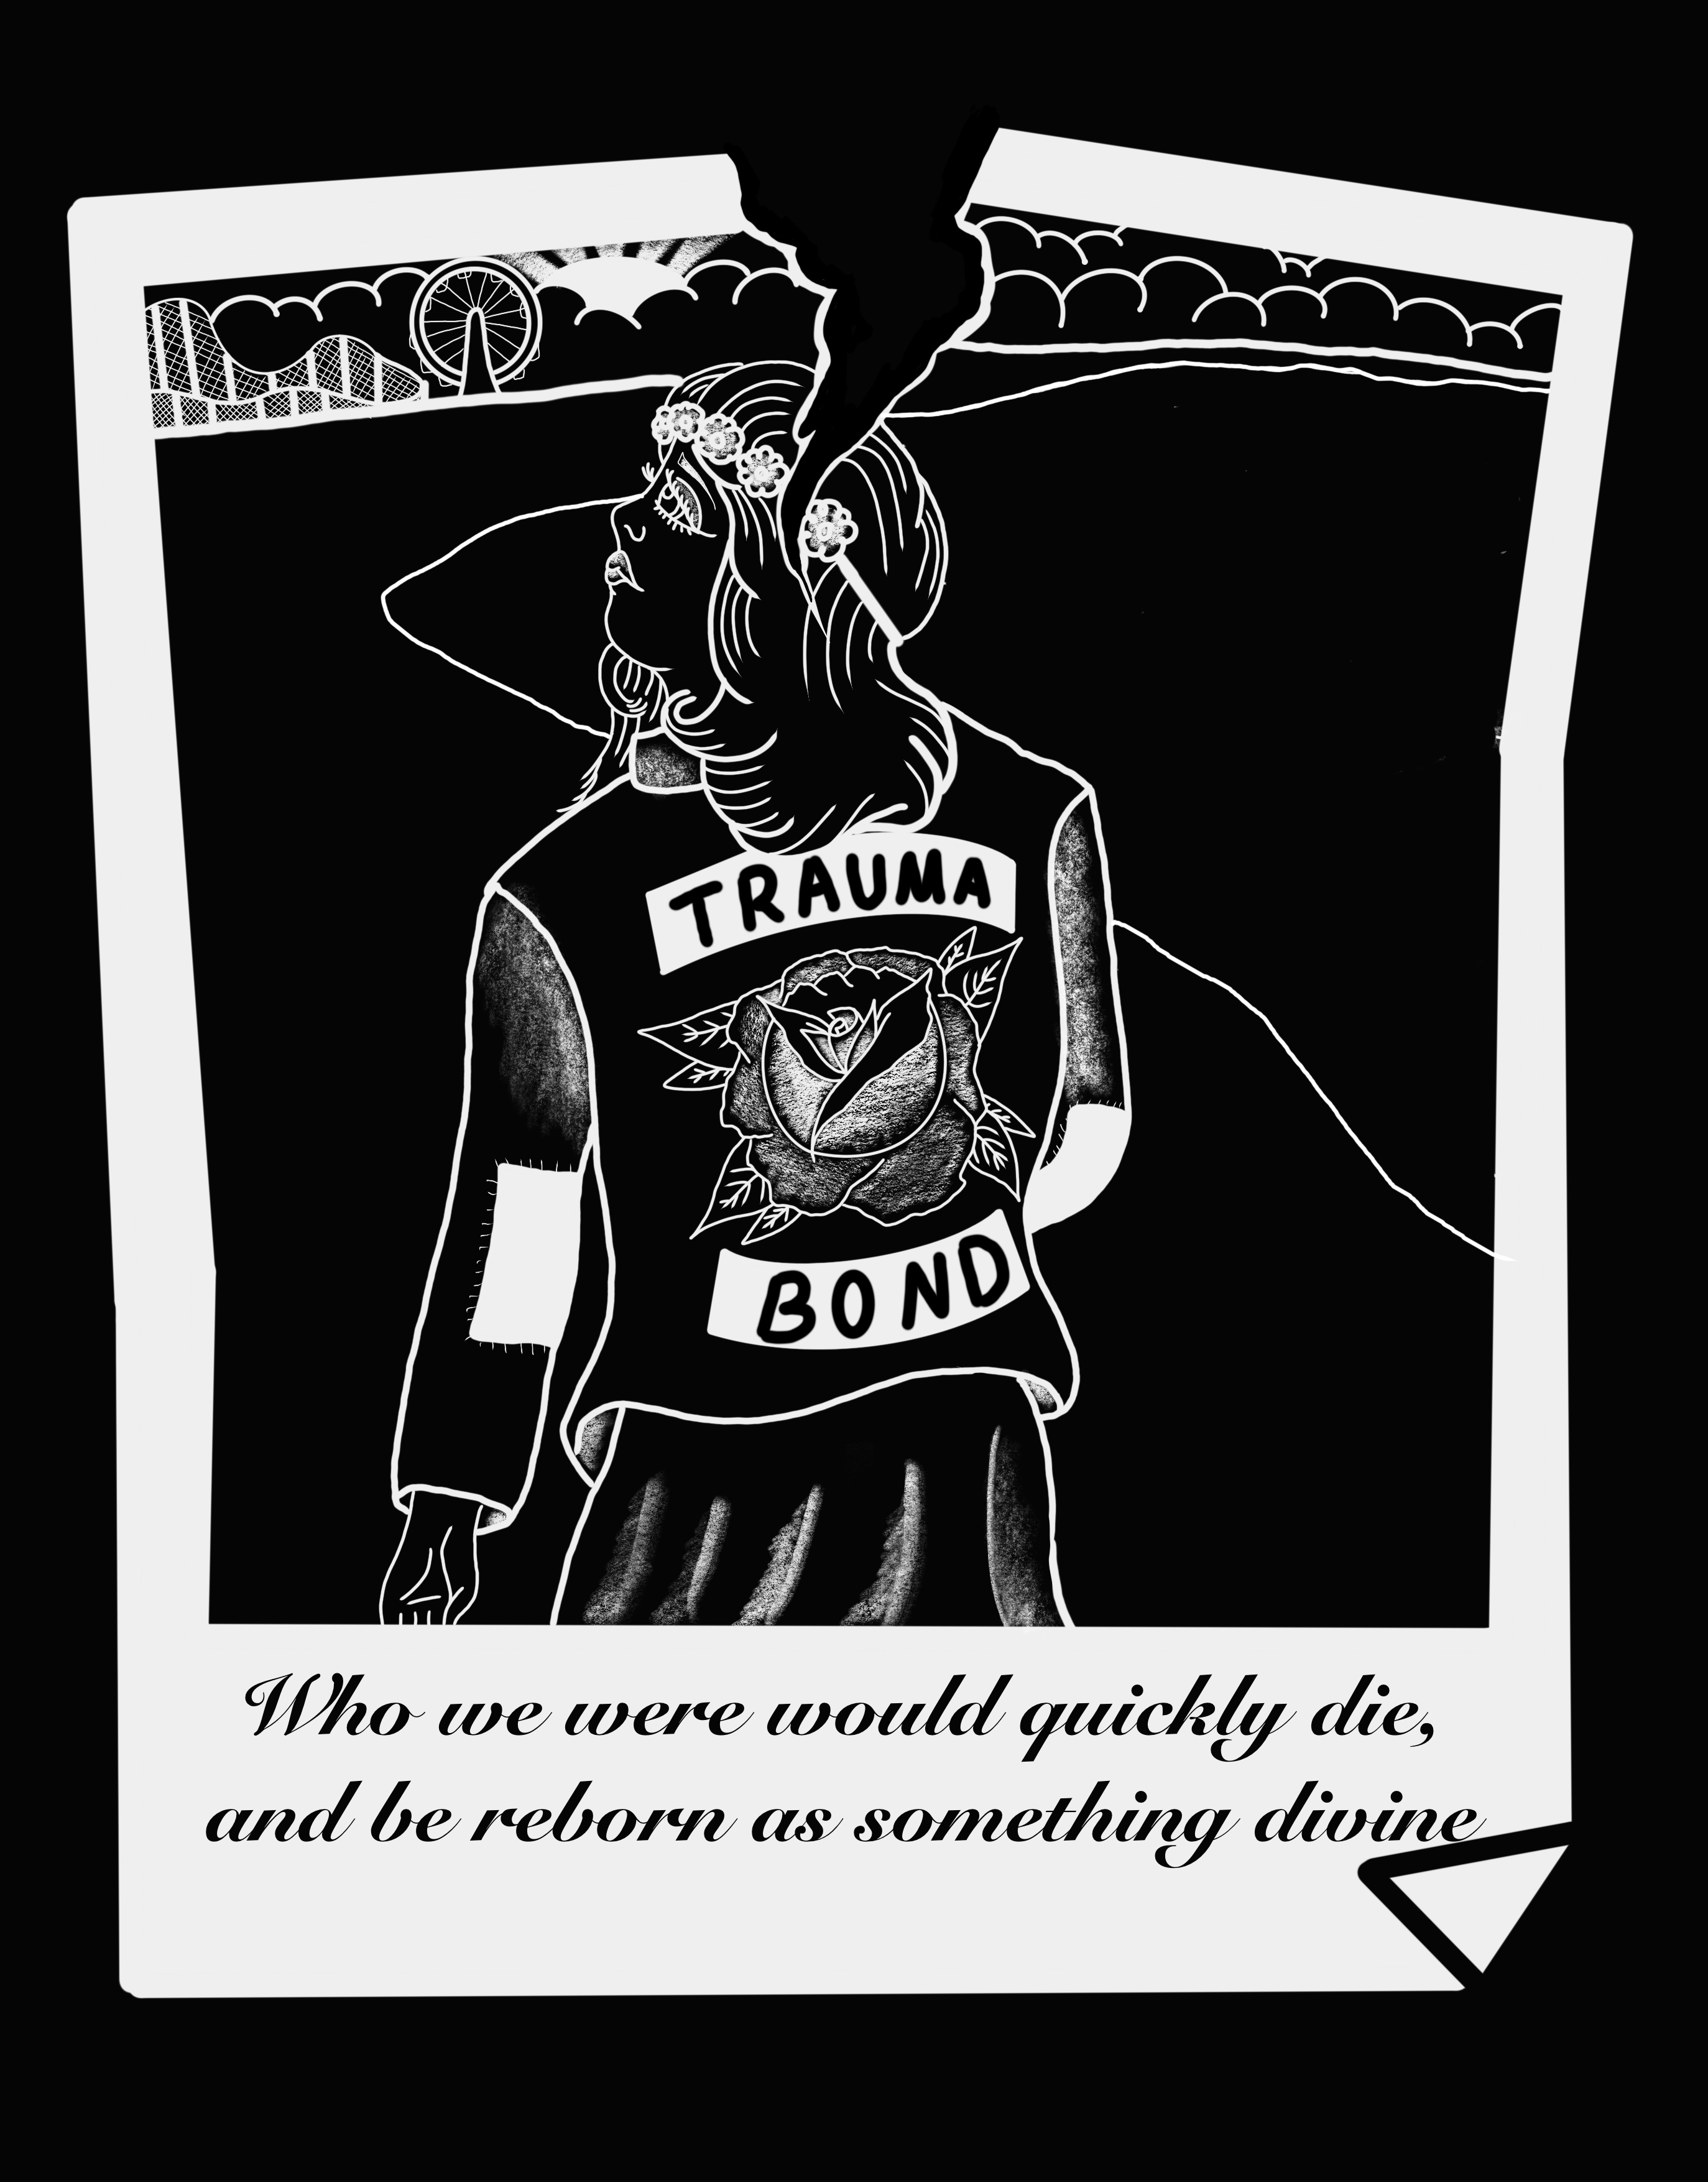 TRAUMA
BOND
Who we were would quickly die,
and be reborn as something divine